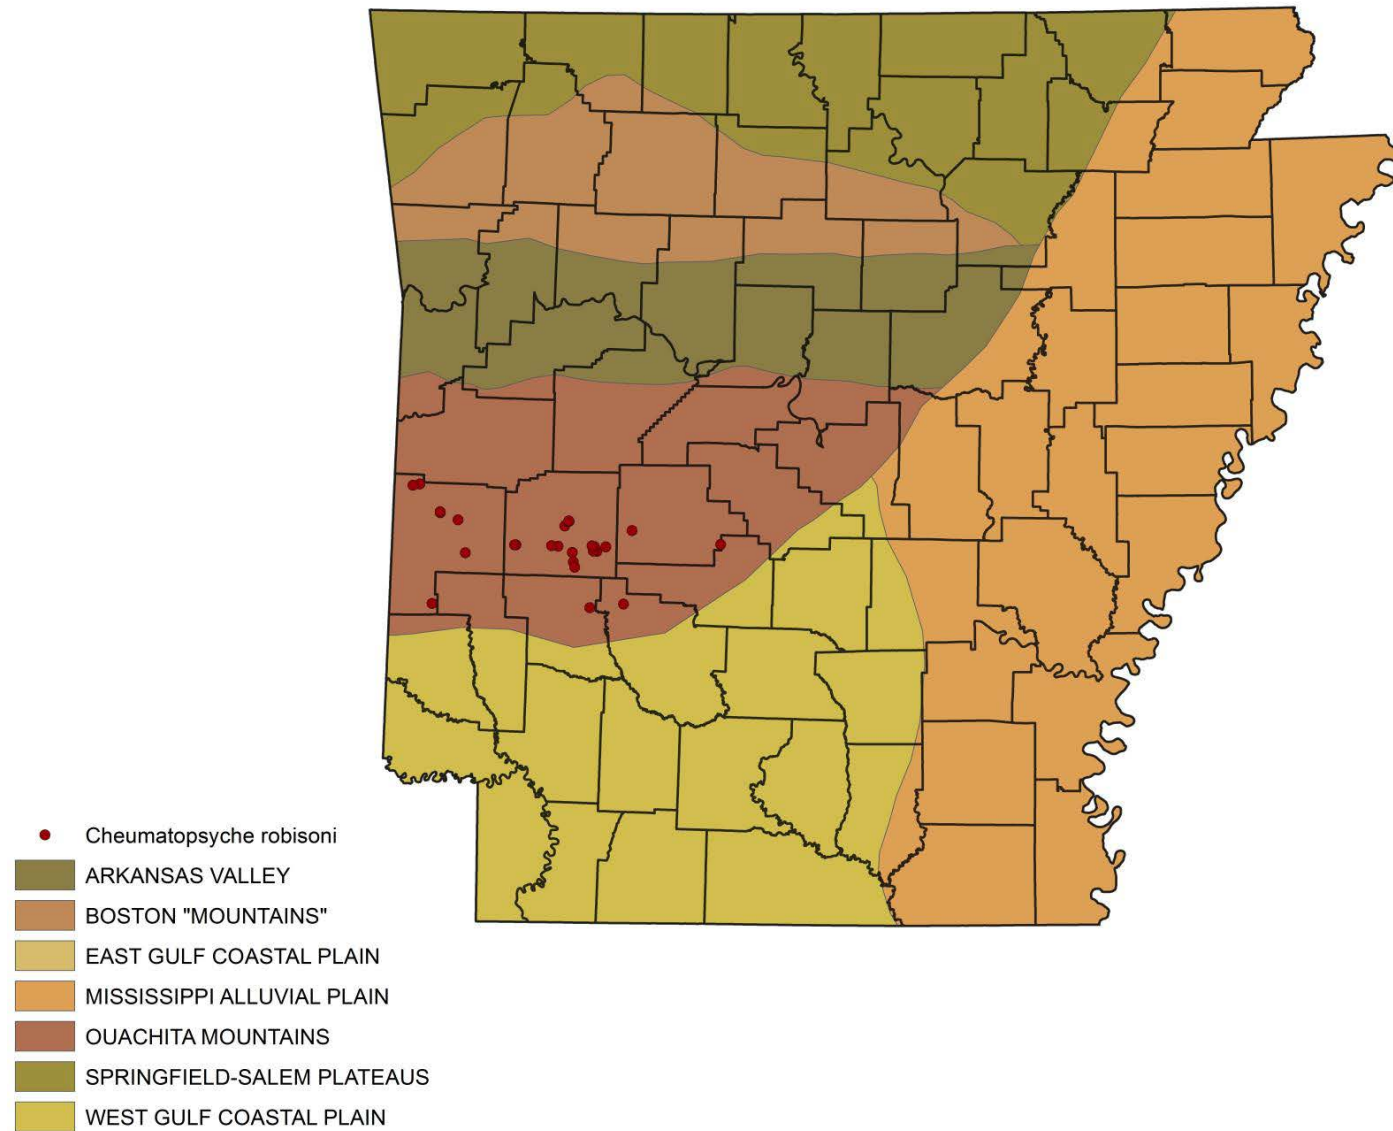 Cheumatopsyche robisoni
ARKANSAS VALLEY
BOSTON "MOUNTAINS"
EAST GULF COASTAL PLAIN
MISSISSIPPI ALLUVIAL PLAIN
OUACHITA MOUNTAINS
SPRINGFIELD-SALEM PLATEAUS
WEST GULF COASTAL PLAIN